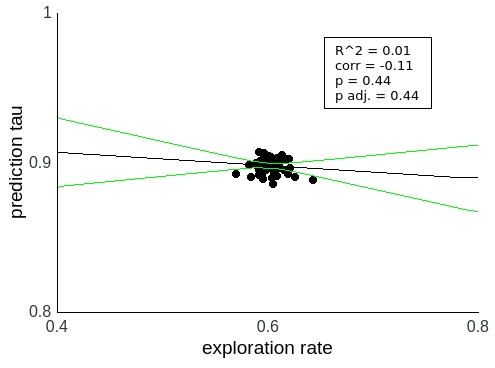 1
R^2 = 0.01
corr = -0.11
p = 0.44
p adj. = 0.44
prediction tau
0.9
0.8
0.4
0.6
0.8
exploration rate